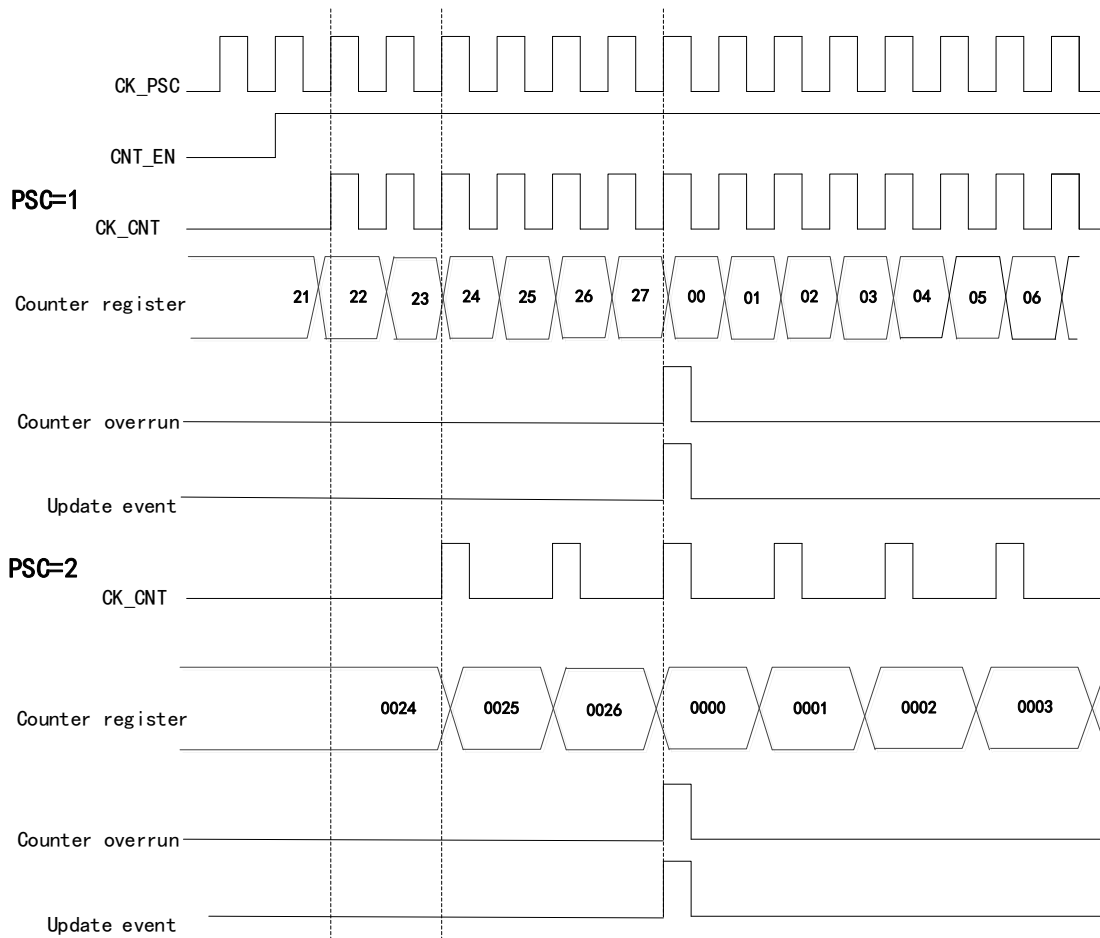 CK_PSC
CNT_EN
PSC=1
CK_CNT
Counter register 21 22 23 24 25 26 27 00 01 02 03 04 05 06
Counter overrun
Update event
PSC=2
CK_CNT
Counter register 0024 0025 0026 0000 0001 0002 0003
Counter overrun
Update event